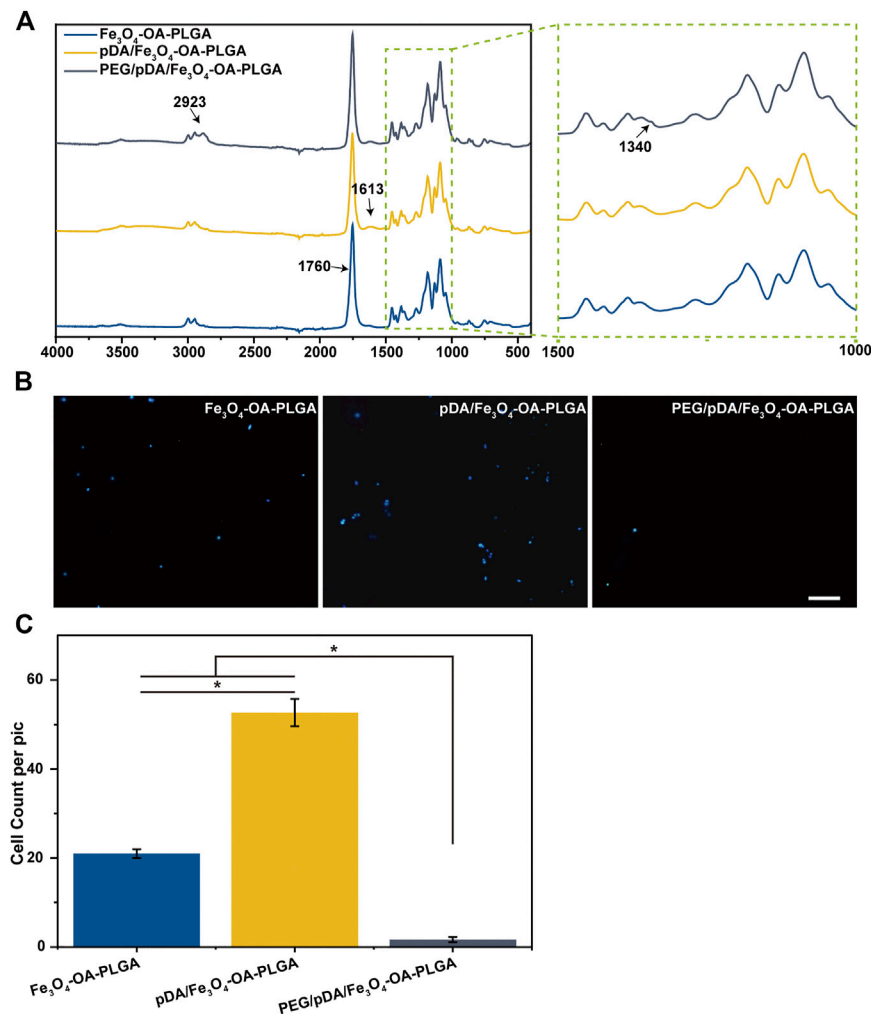 A
Fe₃O₄-OA-PLGA
pDA/Fe₃O₄-OA-PLGA
PEG/pDA/Fe₃O₄-OA-PLGA
2923
1613
1760
1340
4000 3500 3000 2500 2000 1500 1000
1500 1000
B
Fe₃O₄-OA-PLGA pDA/Fe₃O₄-OA-PLGA PEG/pDA/Fe₃O₄-OA-PLGA
C
*
*
60
40
20
0
Cell Count per pic
Fe₃O₄-OA-PLGA pDA/Fe₃O₄-OA-PLGA PEG/pDA/Fe₃O₄-OA-PLGA